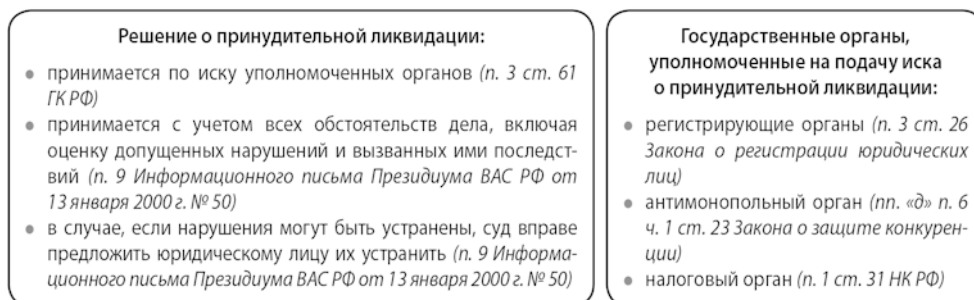 Решение о принудительной ликвидации:
● принимается по иску уполномоченных органов (п. 3 ст. 61
ГК РФ)
● принимается с учетом всех обстоятельств дела, включая
оценку допущенных нарушений и вызванных ими последст-
вий (п. 9 Информационного письма Президиума ВАС РФ от
13 января 2000 г. № 50)
● в случае, если нарушения могут быть устранены, суд вправе
предложить юридическому лицу их устранить (п. 9 Информа-
ционного письма Президиума ВАС РФ от 13 января 2000 г. № 50)
Государственные органы,
уполномоченные на подачу иска
о принудительной ликвидации:
● регистрирующие органы (п. 3 ст. 26
Закона о регистрации юридических
лиц)
● антимонопольный орган (пп. «д» п. 6
ч. 1 ст. 23 Закона о защите конкурен-
ции)
● налоговый орган (п. 1 ст. 31 НК РФ)